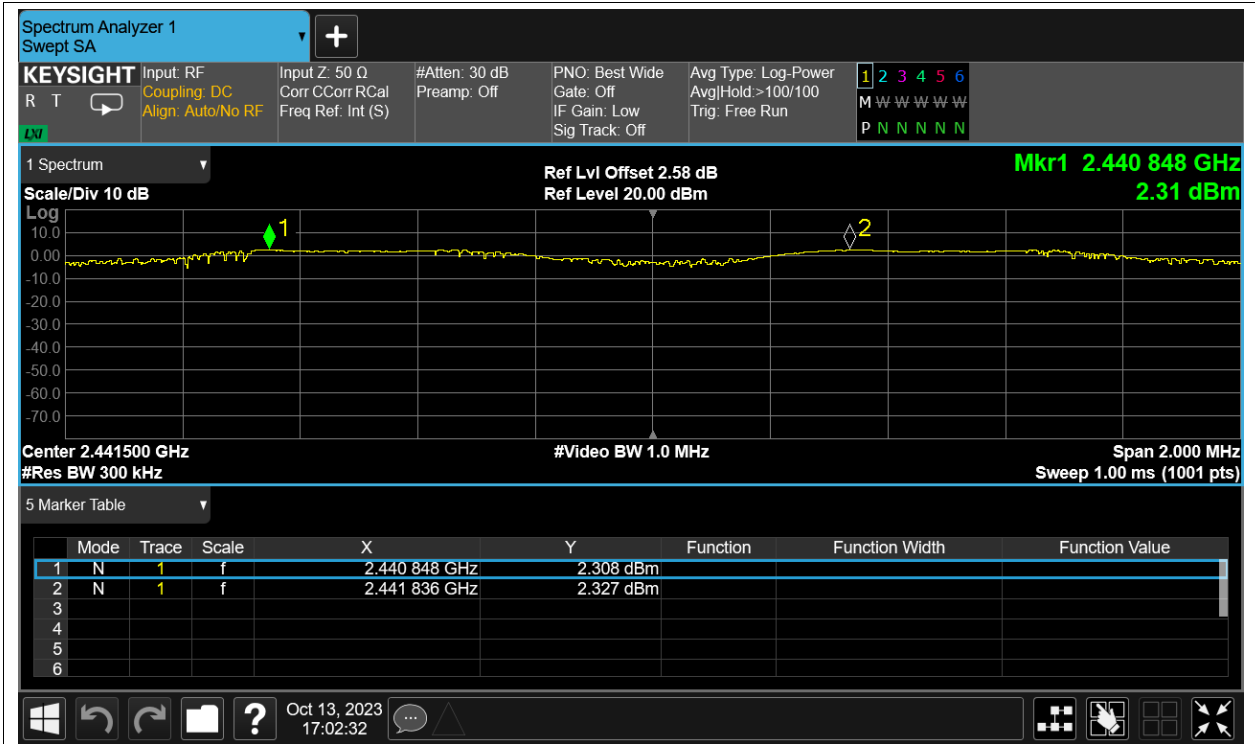 Spectrum Analyzer 1
Swept SA
+
KEYSIGHT
R T
LXI
Input: RF
Coupling: DC
Align: Auto/No RF
Input Z: 50 Ω
Corr CCorr RCal
Freq Ref: Int (S)
#Atten: 30 dB
Preamp: Off
PNO: Best Wide
Gate: Off
IF Gain: Low
Sig Track: Off
Avg Type: Log-Power
Avg|Hold:>100/100
Trig: Free Run
1 2 3 4 5 6
M W W W W W
P N N N N N
1 Spectrum
Scale/Div 10 dB
Ref Lvl Offset 2.58 dB
Ref Level 20.00 dBm
Mkr1 2.440 848 GHz
2.31 dBm
Log
10.0
0.00
-10.0
-20.0
-30.0
-40.0
-50.0
-60.0
-70.0
1
2
Center 2.441500 GHz
#Res BW 300 kHz
#Video BW 1.0 MHz
Span 2.000 MHz
Sweep 1.00 ms (1001 pts)
5 Marker Table
Mode Trace Scale X Y Function Function Width Function Value
1 N 1 f 2.440 848 GHz 2.308 dBm
2 N 1 f 2.441 836 GHz 2.327 dBm
3
4
5
6
?
Oct 13, 2023
17:02:32